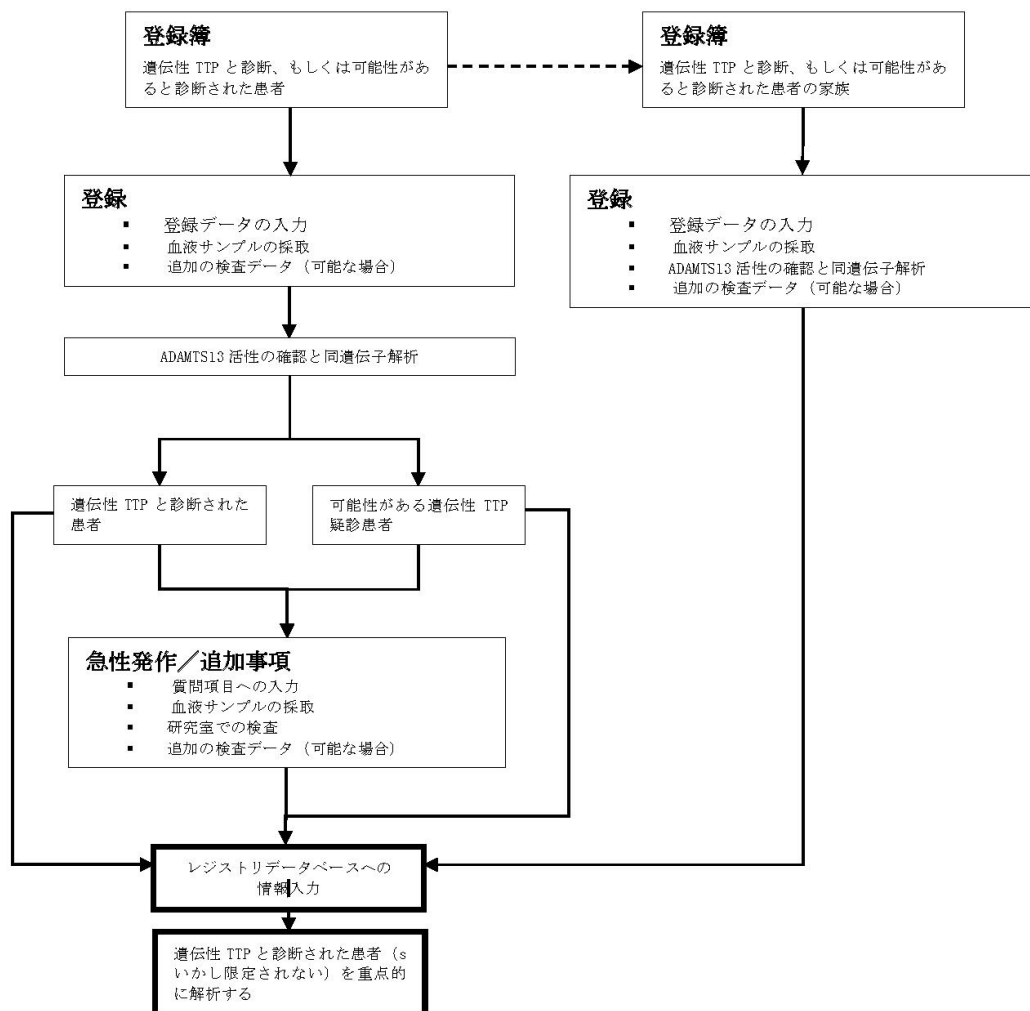 登録簿
遺伝性 TTP と診断、もしくは可能性があ
ると診断された患者
登録簿
遺伝性 TTP と診断、もしくは可能性があ
ると診断された患者の家族
登録
▪ 登録データの入力
▪ 血液サンプルの採取
▪ 追加の検査データ（可能な場合）
登録
▪ 登録データの入力
▪ 血液サンプルの採取
▪ ADAMTS13 活性の確認と同遺伝子解析
▪ 追加の検査データ（可能な場合）
ADAMTS13 活性の確認と同遺伝子解析
遺伝性 TTP と診断された
患者
可能性がある遺伝性 TTP
疑診患者
急性発作／追加事項
▪ 質問項目への入力
▪ 血液サンプルの採取
▪ 研究室での検査
▪ 追加の検査データ（可能な場合）
レジストリデータベースへの
情報入力
遺伝性 TTP と診断された患者（s
いかし限定されない）を重点的
に解析する